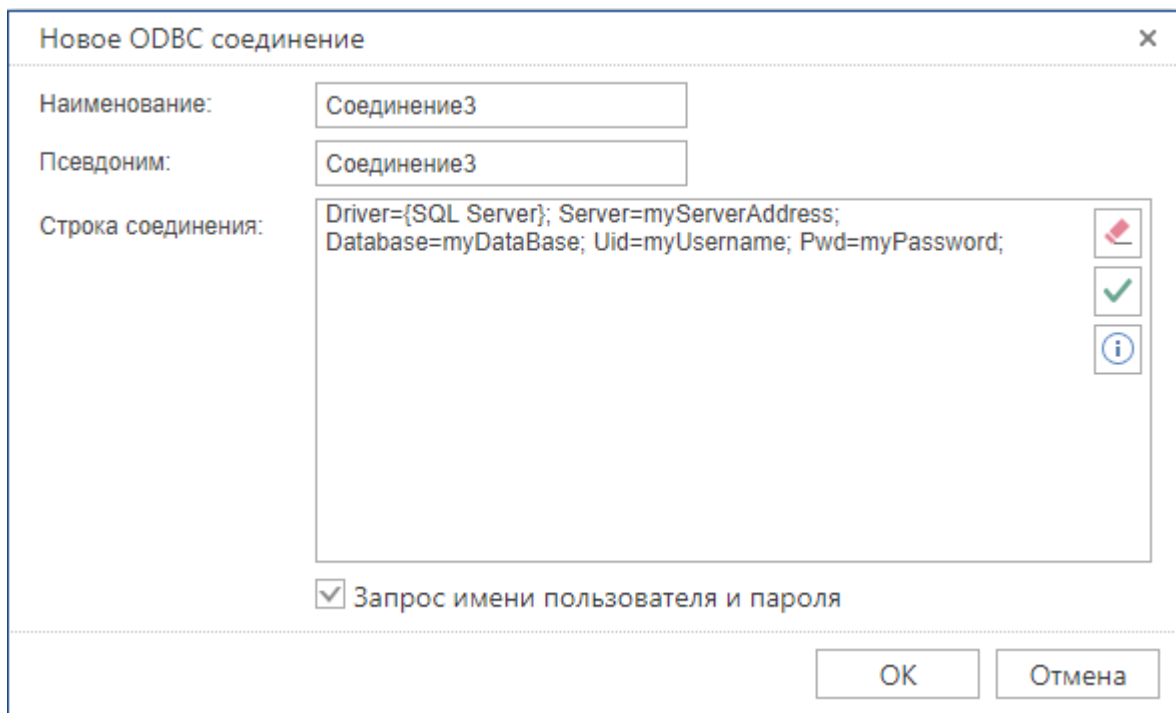 Новое ODBC соединение
Наименование:
Соединение3
Псевдоним:
Соединение3
Строка соединения:
Driver={SQL Server}; Server=myServerAddress;
Database=myDataBase; Uid=myUsername; Pwd=myPassword;
Запрос имени пользователя и пароля
OK
Отмена